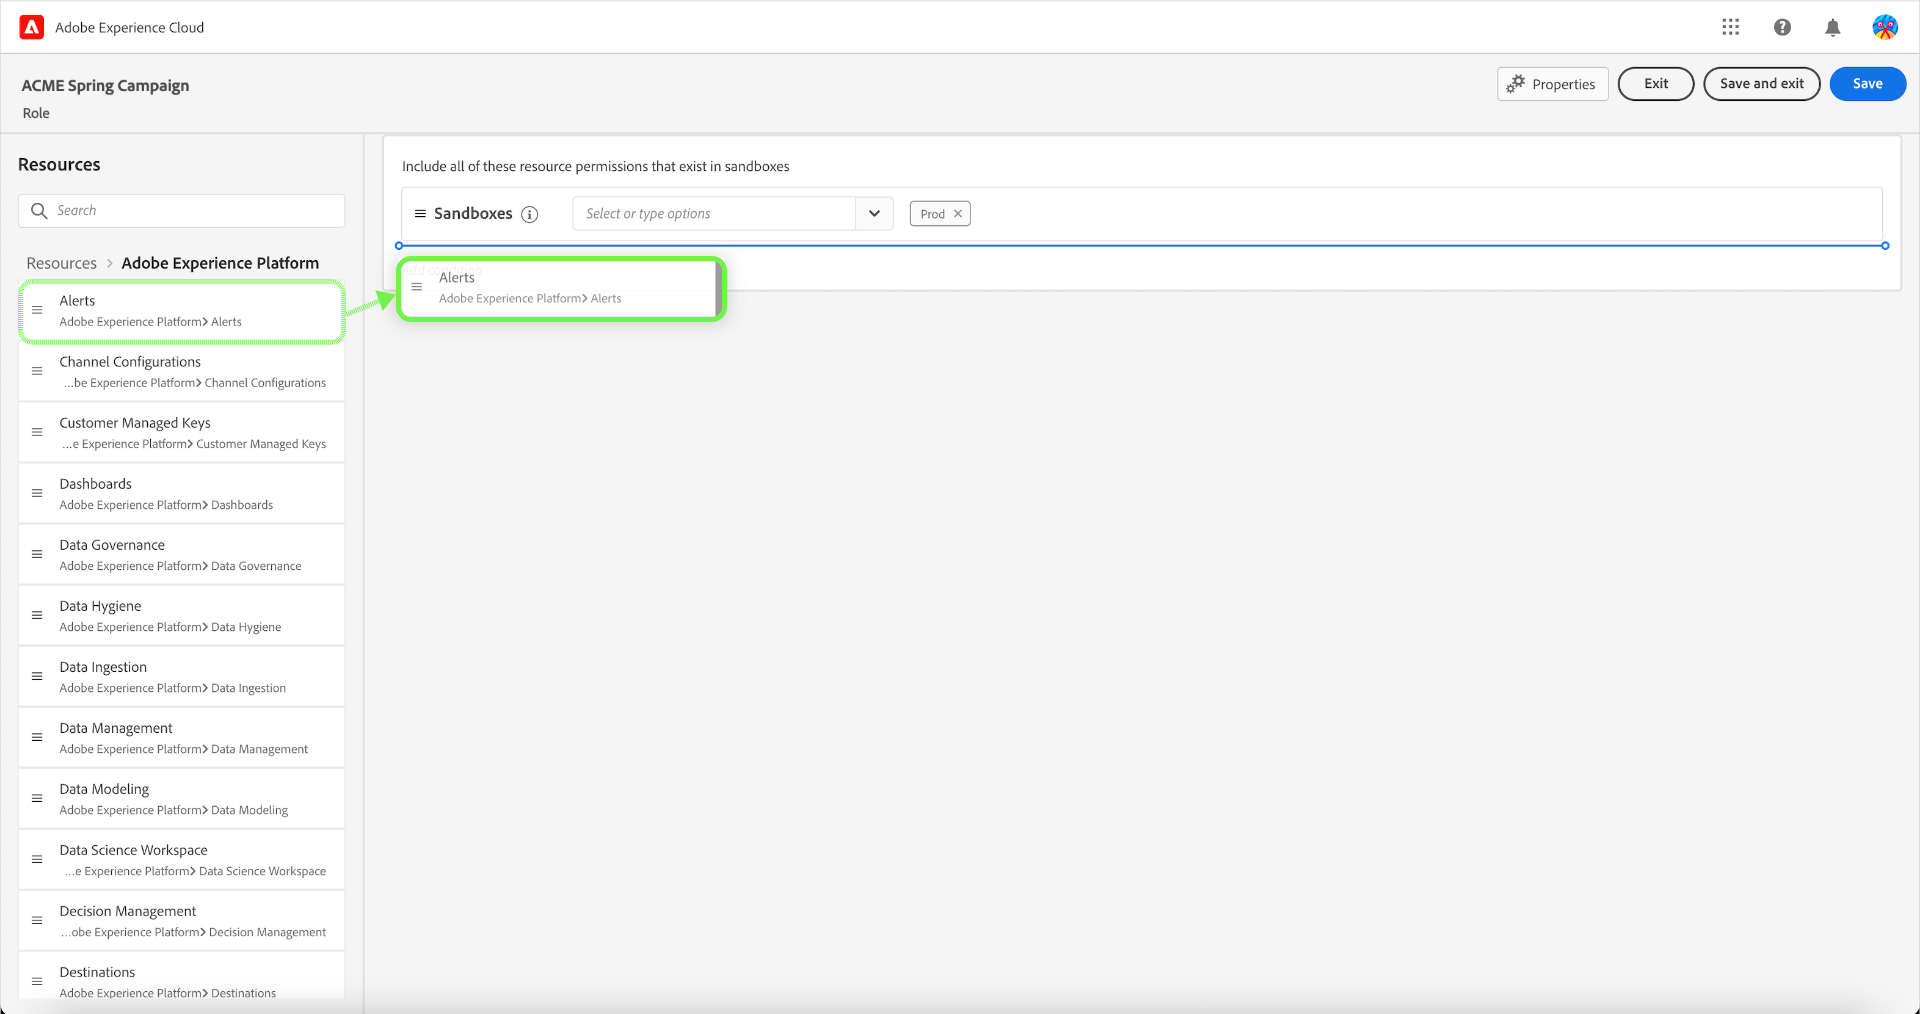 Adobe Experience Cloud
ACME Spring Campaign
Role
Properties
Exit
Save and exit
Save
Resources
Search
Resources > Adobe Experience Platform
Alerts
Adobe Experience Platform> Alerts
Channel Configurations
...be Experience Platform> Channel Configurations
Customer Managed Keys
...e Experience Platform> Customer Managed Keys
Dashboards
Adobe Experience Platform> Dashboards
Data Governance
Adobe Experience Platform> Data Governance
Data Hygiene
Adobe Experience Platform> Data Hygiene
Data Ingestion
Adobe Experience Platform> Data Ingestion
Data Management
Adobe Experience Platform> Data Management
Data Modeling
Adobe Experience Platform> Data Modeling
Data Science Workspace
...e Experience Platform> Data Science Workspace
Decision Management
...obe Experience Platform> Decision Management
Destinations
Adobe Experience Platform> Destinations
Include all of these resource permissions that exist in sandboxes
Sandboxes
Select or type options
Prod
Add condition
Alerts
Adobe Experience Platform> Alerts